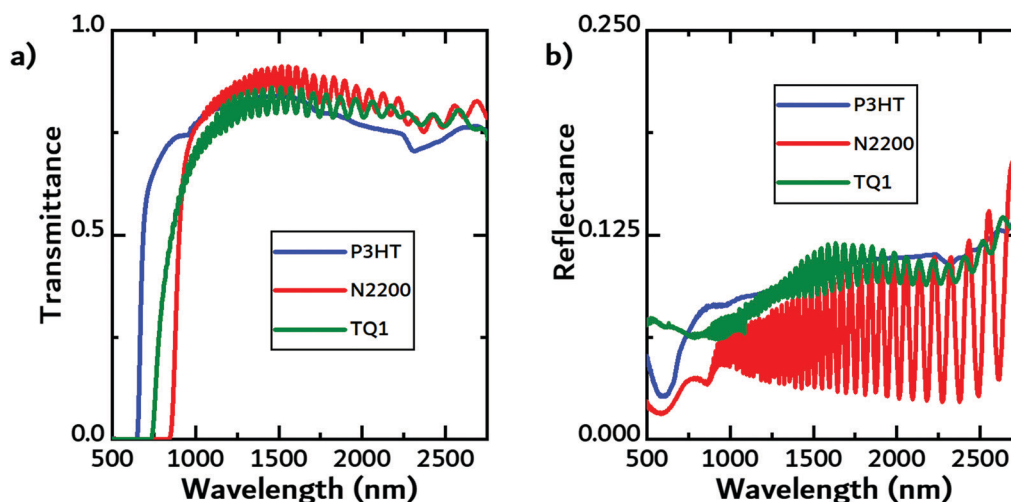 a)
Transmittance
1.0
0.5
0.0
P3HT
N2200
TQ1
500 1000 1500 2000 2500
Wavelength (nm)
b)
Reflectance
0.250
0.125
0.000
P3HT
N2200
TQ1
500 1000 1500 2000 2500
Wavelength (nm)